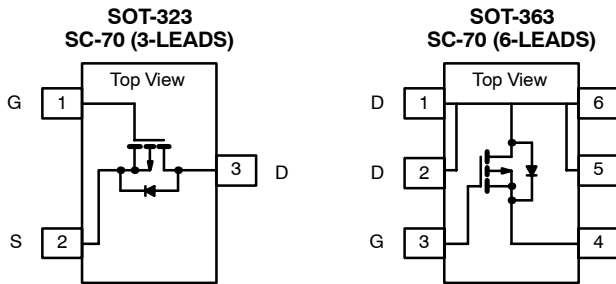 SOT-323
SC-70 (3-LEADS)
Top View
G 1
3 D
S 2
SOT-363
SC-70 (6-LEADS)
Top View
D 1 6
D 2 5
G 3 4